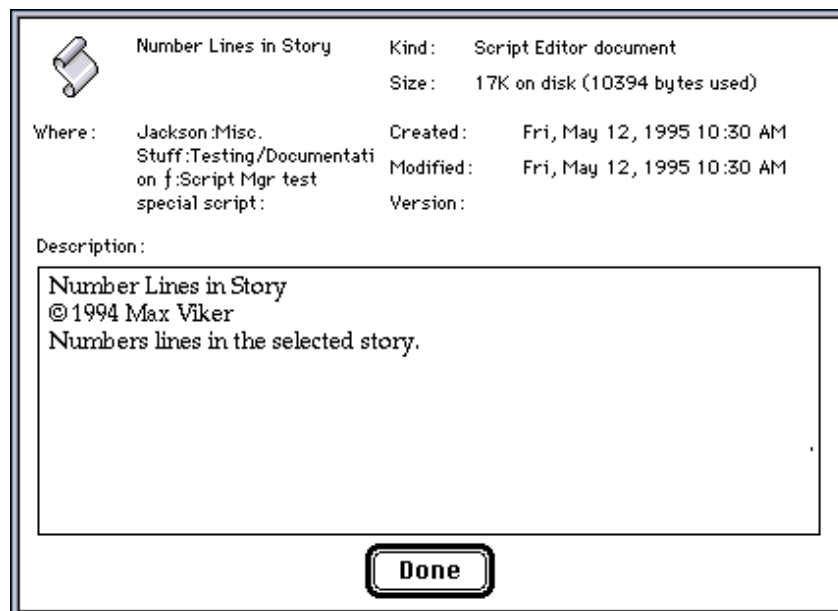 Number Lines in Story
Kind: Script Editor document
Size: 17K on disk (10394 bytes used)
Where: Jackson:Misc.
Stuff:Testing/Documentati
on ƒ:Script Mgr test
special script:
Created: Fri, May 12, 1995 10:30 AM
Modified: Fri, May 12, 1995 10:30 AM
Version:
Description:
Number Lines in Story
© 1994 Max Viker
Numbers lines in the selected story.
Done